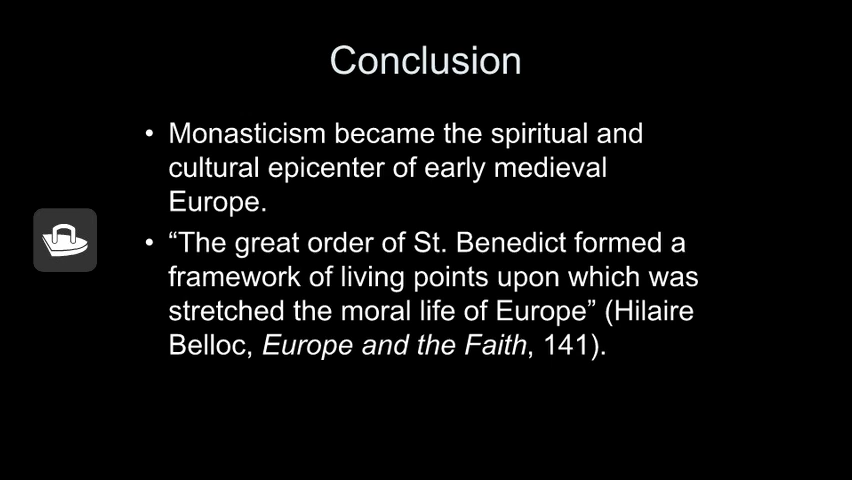 Conclusion
• Monasticism became the spiritual and
cultural epicenter of early medieval
Europe.
• “The great order of St. Benedict formed a
framework of living points upon which was
stretched the moral life of Europe” (Hilaire
Belloc, Europe and the Faith, 141).